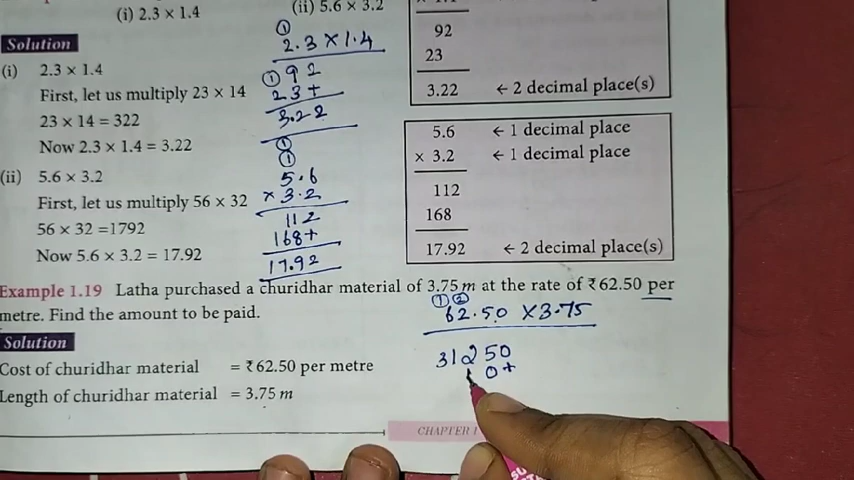 (i) 2.3 × 1.4
(ii) 5.6 × 3.2
Solution
(i) 2.3 × 1.4
First, let us multiply 23 × 14
23 × 14 = 322
Now 2.3 × 1.4 = 3.22
(ii) 5.6 × 3.2
First, let us multiply 56 × 32
56 × 32 =1792
Now 5.6 × 3.2 = 17.92
1
2.3 × 1.4
1 92
23+
3.22
1
1
5.6
× 3.2
112
168+
17.92
92
23
3.22 ← 2 decimal place(s)
5.6 ← 1 decimal place
× 3.2 ← 1 decimal place
112
168
17.92 ← 2 decimal place(s)
Example 1.19 Latha purchased a churidhar material of 3.75 m at the rate of ₹62.50 per
metre. Find the amount to be paid.
1 2
62.50 × 3.75
31250
0+
Solution
Cost of churidhar material = ₹62.50 per metre
Length of churidhar material = 3.75 m
CHAPTER